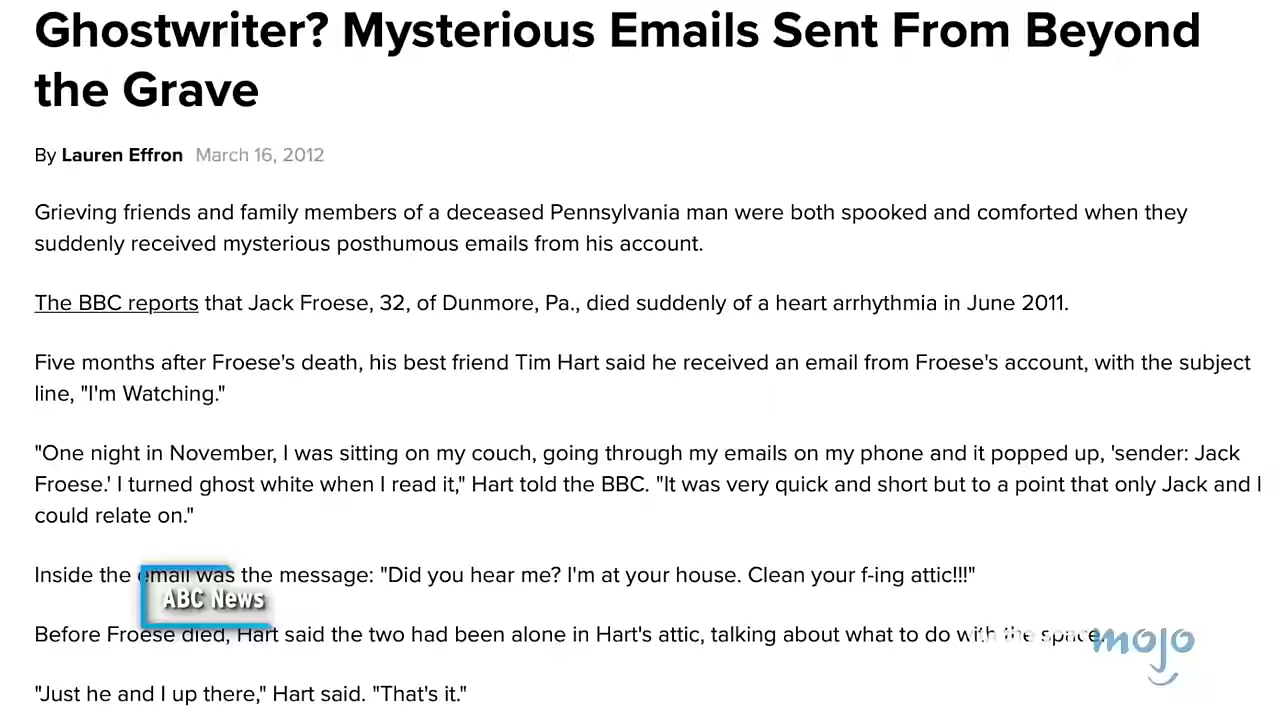 Ghostwriter? Mysterious Emails Sent From Beyond
the Grave
By Lauren Effron March 16, 2012
Grieving friends and family members of a deceased Pennsylvania man were both spooked and comforted when they
suddenly received mysterious posthumous emails from his account.
The BBC reports that Jack Froese, 32, of Dunmore, Pa., died suddenly of a heart arrhythmia in June 2011.
Five months after Froese's death, his best friend Tim Hart said he received an email from Froese's account, with the subject
line, "I'm Watching."
"One night in November, I was sitting on my couch, going through my emails on my phone and it popped up, 'sender: Jack
Froese.' I turned ghost white when I read it," Hart told the BBC. "It was very quick and short but to a point that only Jack and I
could relate on."
Inside the email was the message: "Did you hear me? I'm at your house. Clean your f-ing attic!!!"
ABC News
Before Froese died, Hart said the two had been alone in Hart's attic, talking about what to do with the space.
mojo
"Just he and I up there," Hart said. "That's it."